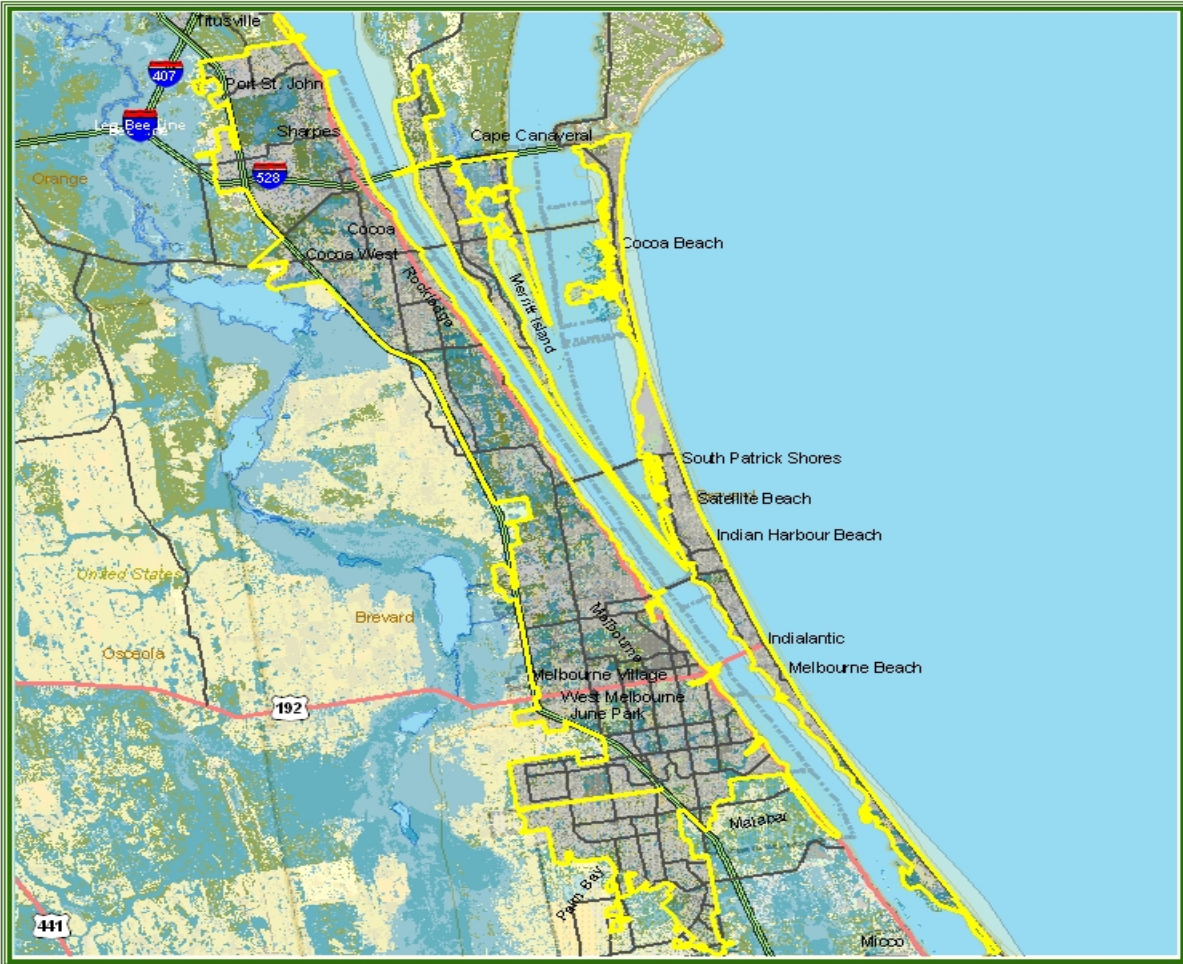 Titusville
407
Port St. John
Bee Line
Sharpes
Cape Canaveral
Orange
528
Cocoa
Cocoa West
Cocoa Beach
Rockledge
Merritt Island
South Patrick Shores
Satellite Beach
Indian Harbour Beach
United States
Brevard
Melbourne
Indialantic
Osceola
Melbourne Village
Melbourne Beach
West Melbourne
192
June Park
Malabar
Palm Bay
441
Micco